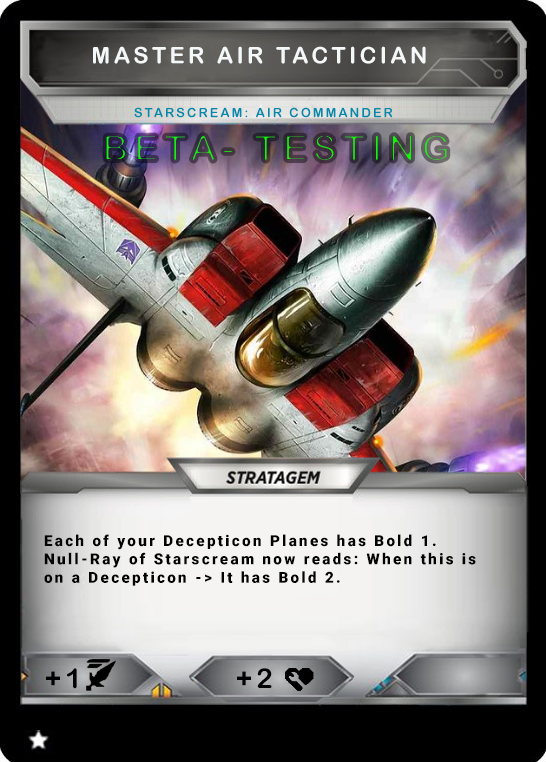 MASTER AIR TACTICIAN
STARSCREAM: AIR COMMANDER
BETA- TESTING
STRATAGEM
Each of your Decepticon Planes has Bold 1.
Null-Ray of Starscream now reads: When this is
on a Decepticon -> It has Bold 2.
+1
+2